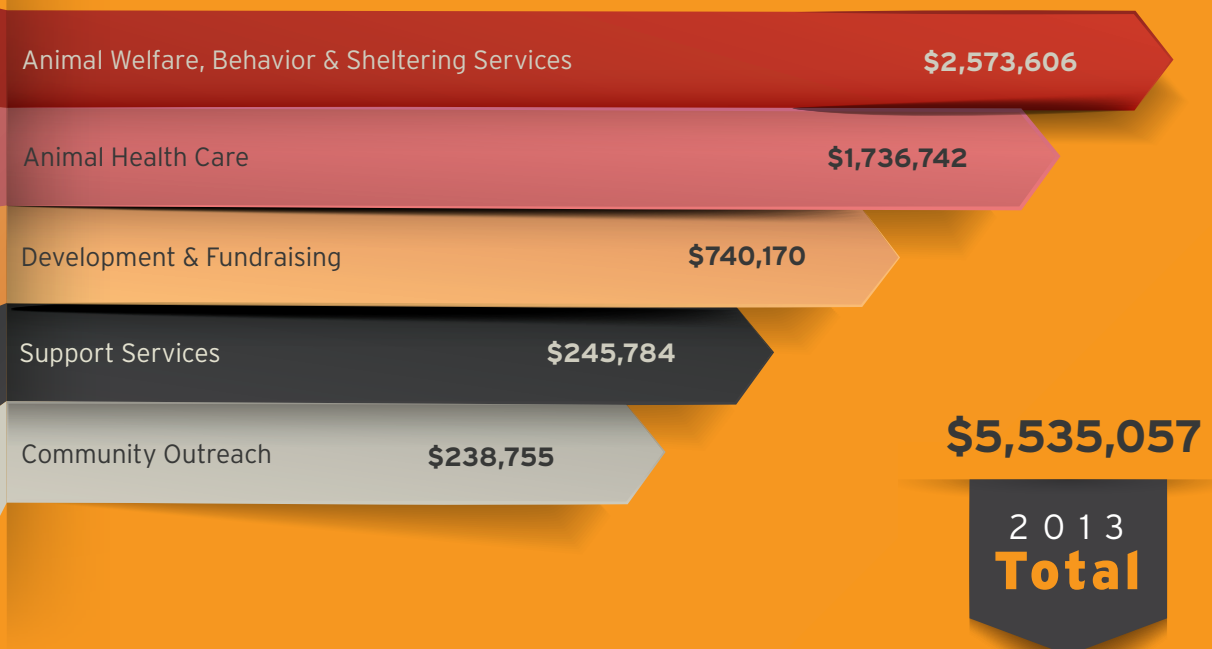 Animal Welfare, Behavior & Sheltering Services $2,573,606
Animal Health Care $1,736,742
Development & Fundraising $740,170
Support Services $245,784
Community Outreach $238,755
$5,535,057
2013
Total